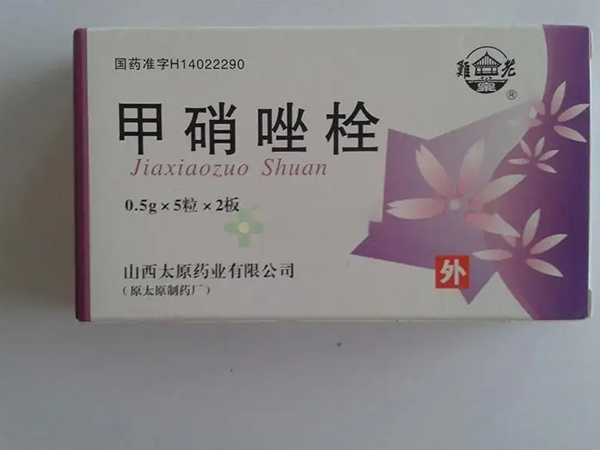 国药准字H14022290
難老
®
甲硝唑栓
Jiaxiaozuo Shuan
0.5g×5粒×2板
山西太原药业有限公司
（原太原制药厂）
外